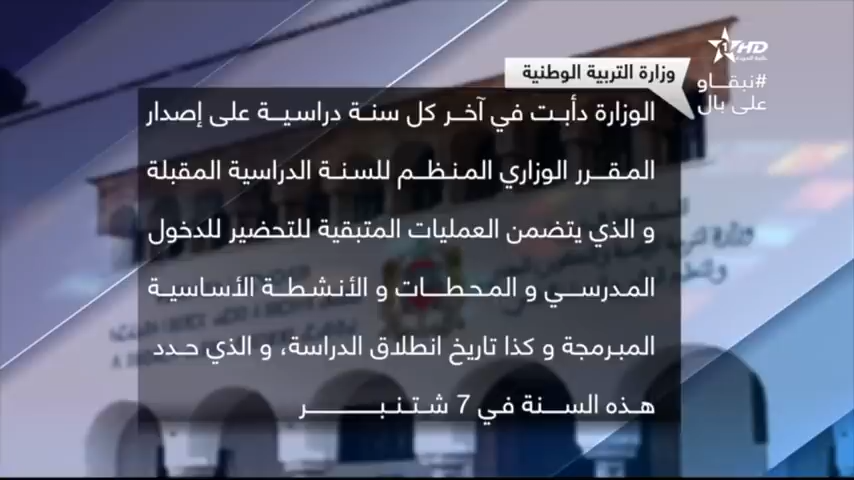 1 HD
#نبقاو
على بال
وزارة التربية الوطنية
الوزارة دأبت في آخر كل سنة دراسية على إصدار
المقرر الوزاري المنظم للسنة الدراسية المقبلة
و الذي يتضمن العمليات المتبقية للتحضير للدخول
المدرسي و المحطات و الأنشطة الأساسية
المبرمجة و كذا تاريخ انطلاق الدراسة، و الذي حدد
هذه السنة في 7 شتنبر